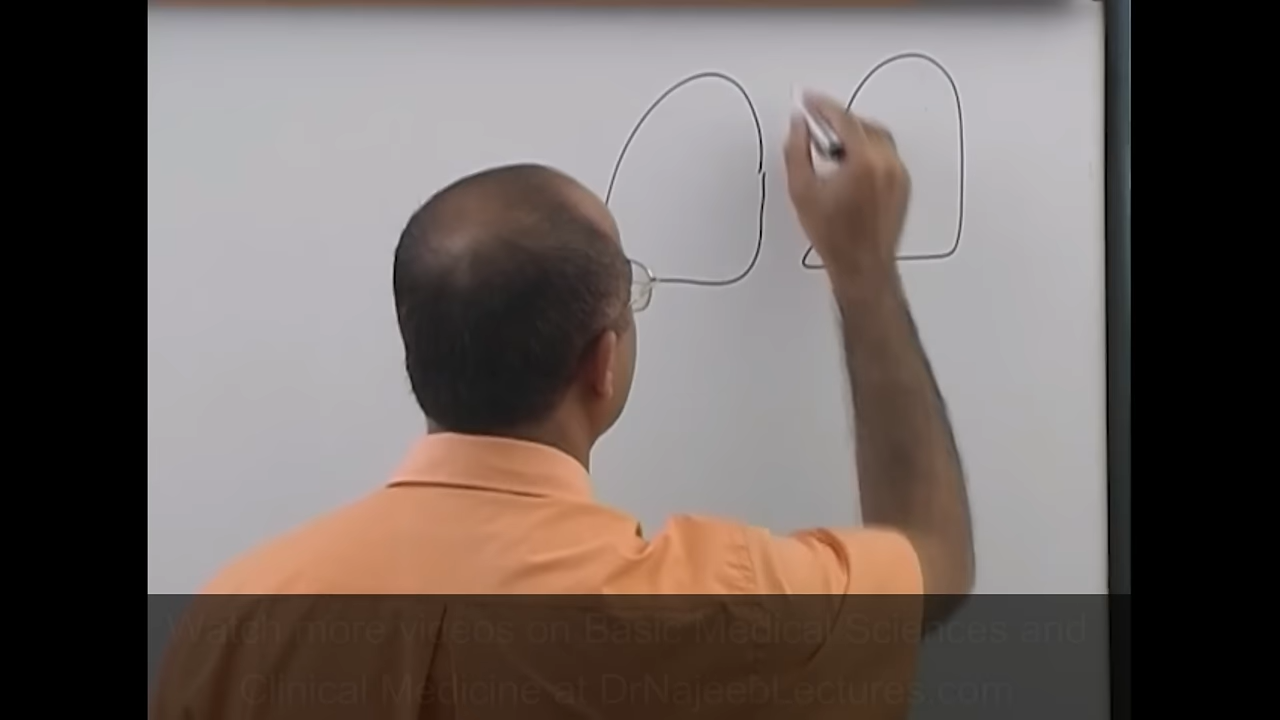 Watch more videos on Basic Medical Sciences and
Clinical Medicine at DrNajeebLectures.com